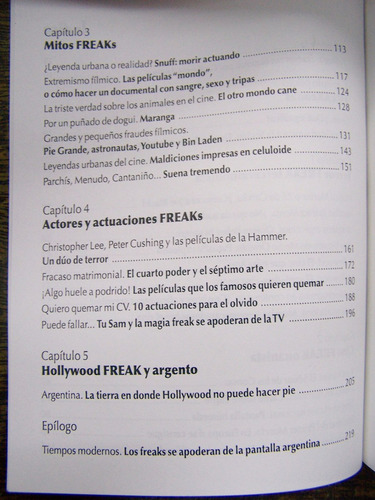 Capítulo 3
Mitos FREAKs
¿Leyenda urbana o realidad? Snuff: morir actuando 113
Extremismo fílmico. Las películas "mondo",
o cómo hacer un documental con sangre, sexo y tripas 117
La triste verdad sobre los animales en el cine. El otro mondo cane 124
Por un puñado de dogui. Maranga 128
Grandes y pequeños fraudes fílmicos.
Pie Grande, astronautas, Youtube y Bin Laden 131
Leyendas urbanas del cine. Maldiciones impresas en celuloide 143
Parchís, Menudo, Cantaniño... Suena tremendo 151
Capítulo 4
Actores y actuaciones FREAKs
Christopher Lee, Peter Cushing y las películas de la Hammer.
Un dúo de terror 161
Fracaso matrimonial. El cuarto poder y el séptimo arte 172
¡Algo huele a podrido! Las películas que los famosos quieren quemar 180
Quiero quemar mi CV. 10 actuaciones para el olvido 188
Puede fallar... Tu Sam y la magia freak se apoderan de la TV 196
Capítulo 5
Hollywood FREAK y argento
Argentina. La tierra en donde Hollywood no puede hacer pie 205
Epílogo
Tiempos modernos. Los freaks se apoderan de la pantalla argentina 219